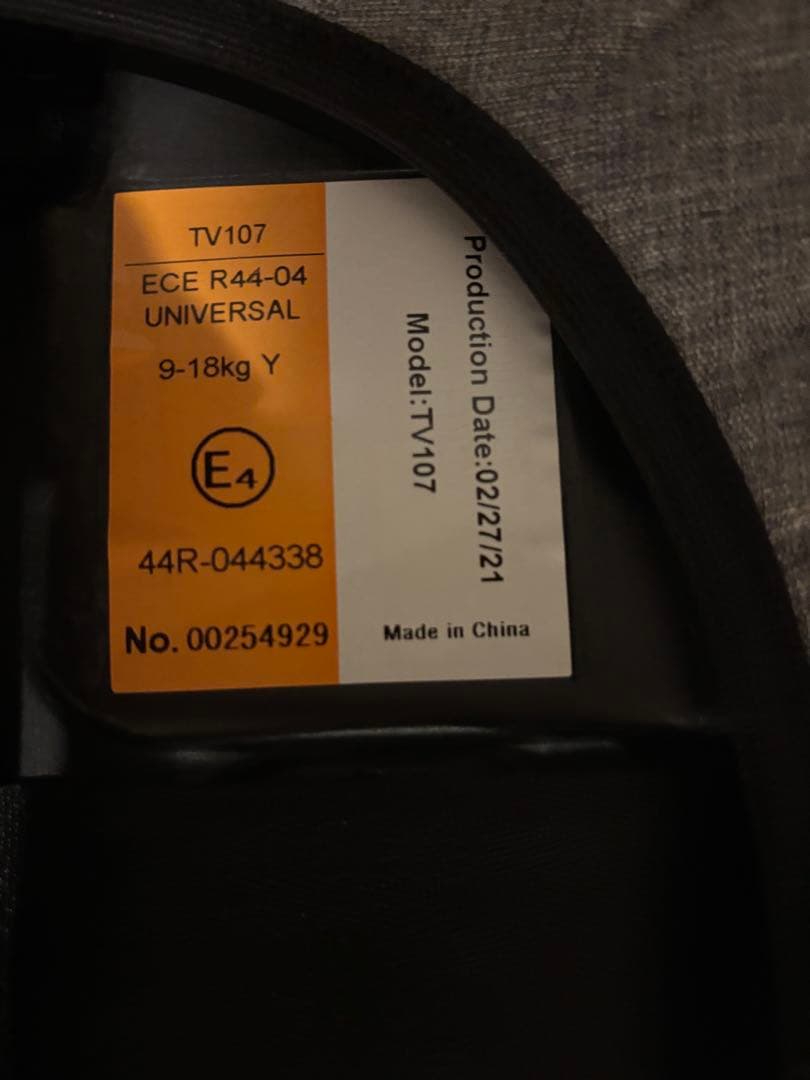 TV107
ECE R44-04
UNIVERSAL
9-18kg Y
E4
44R-044338
No. 00254929
Production Date:02/27/21
Model:TV107
Made in China